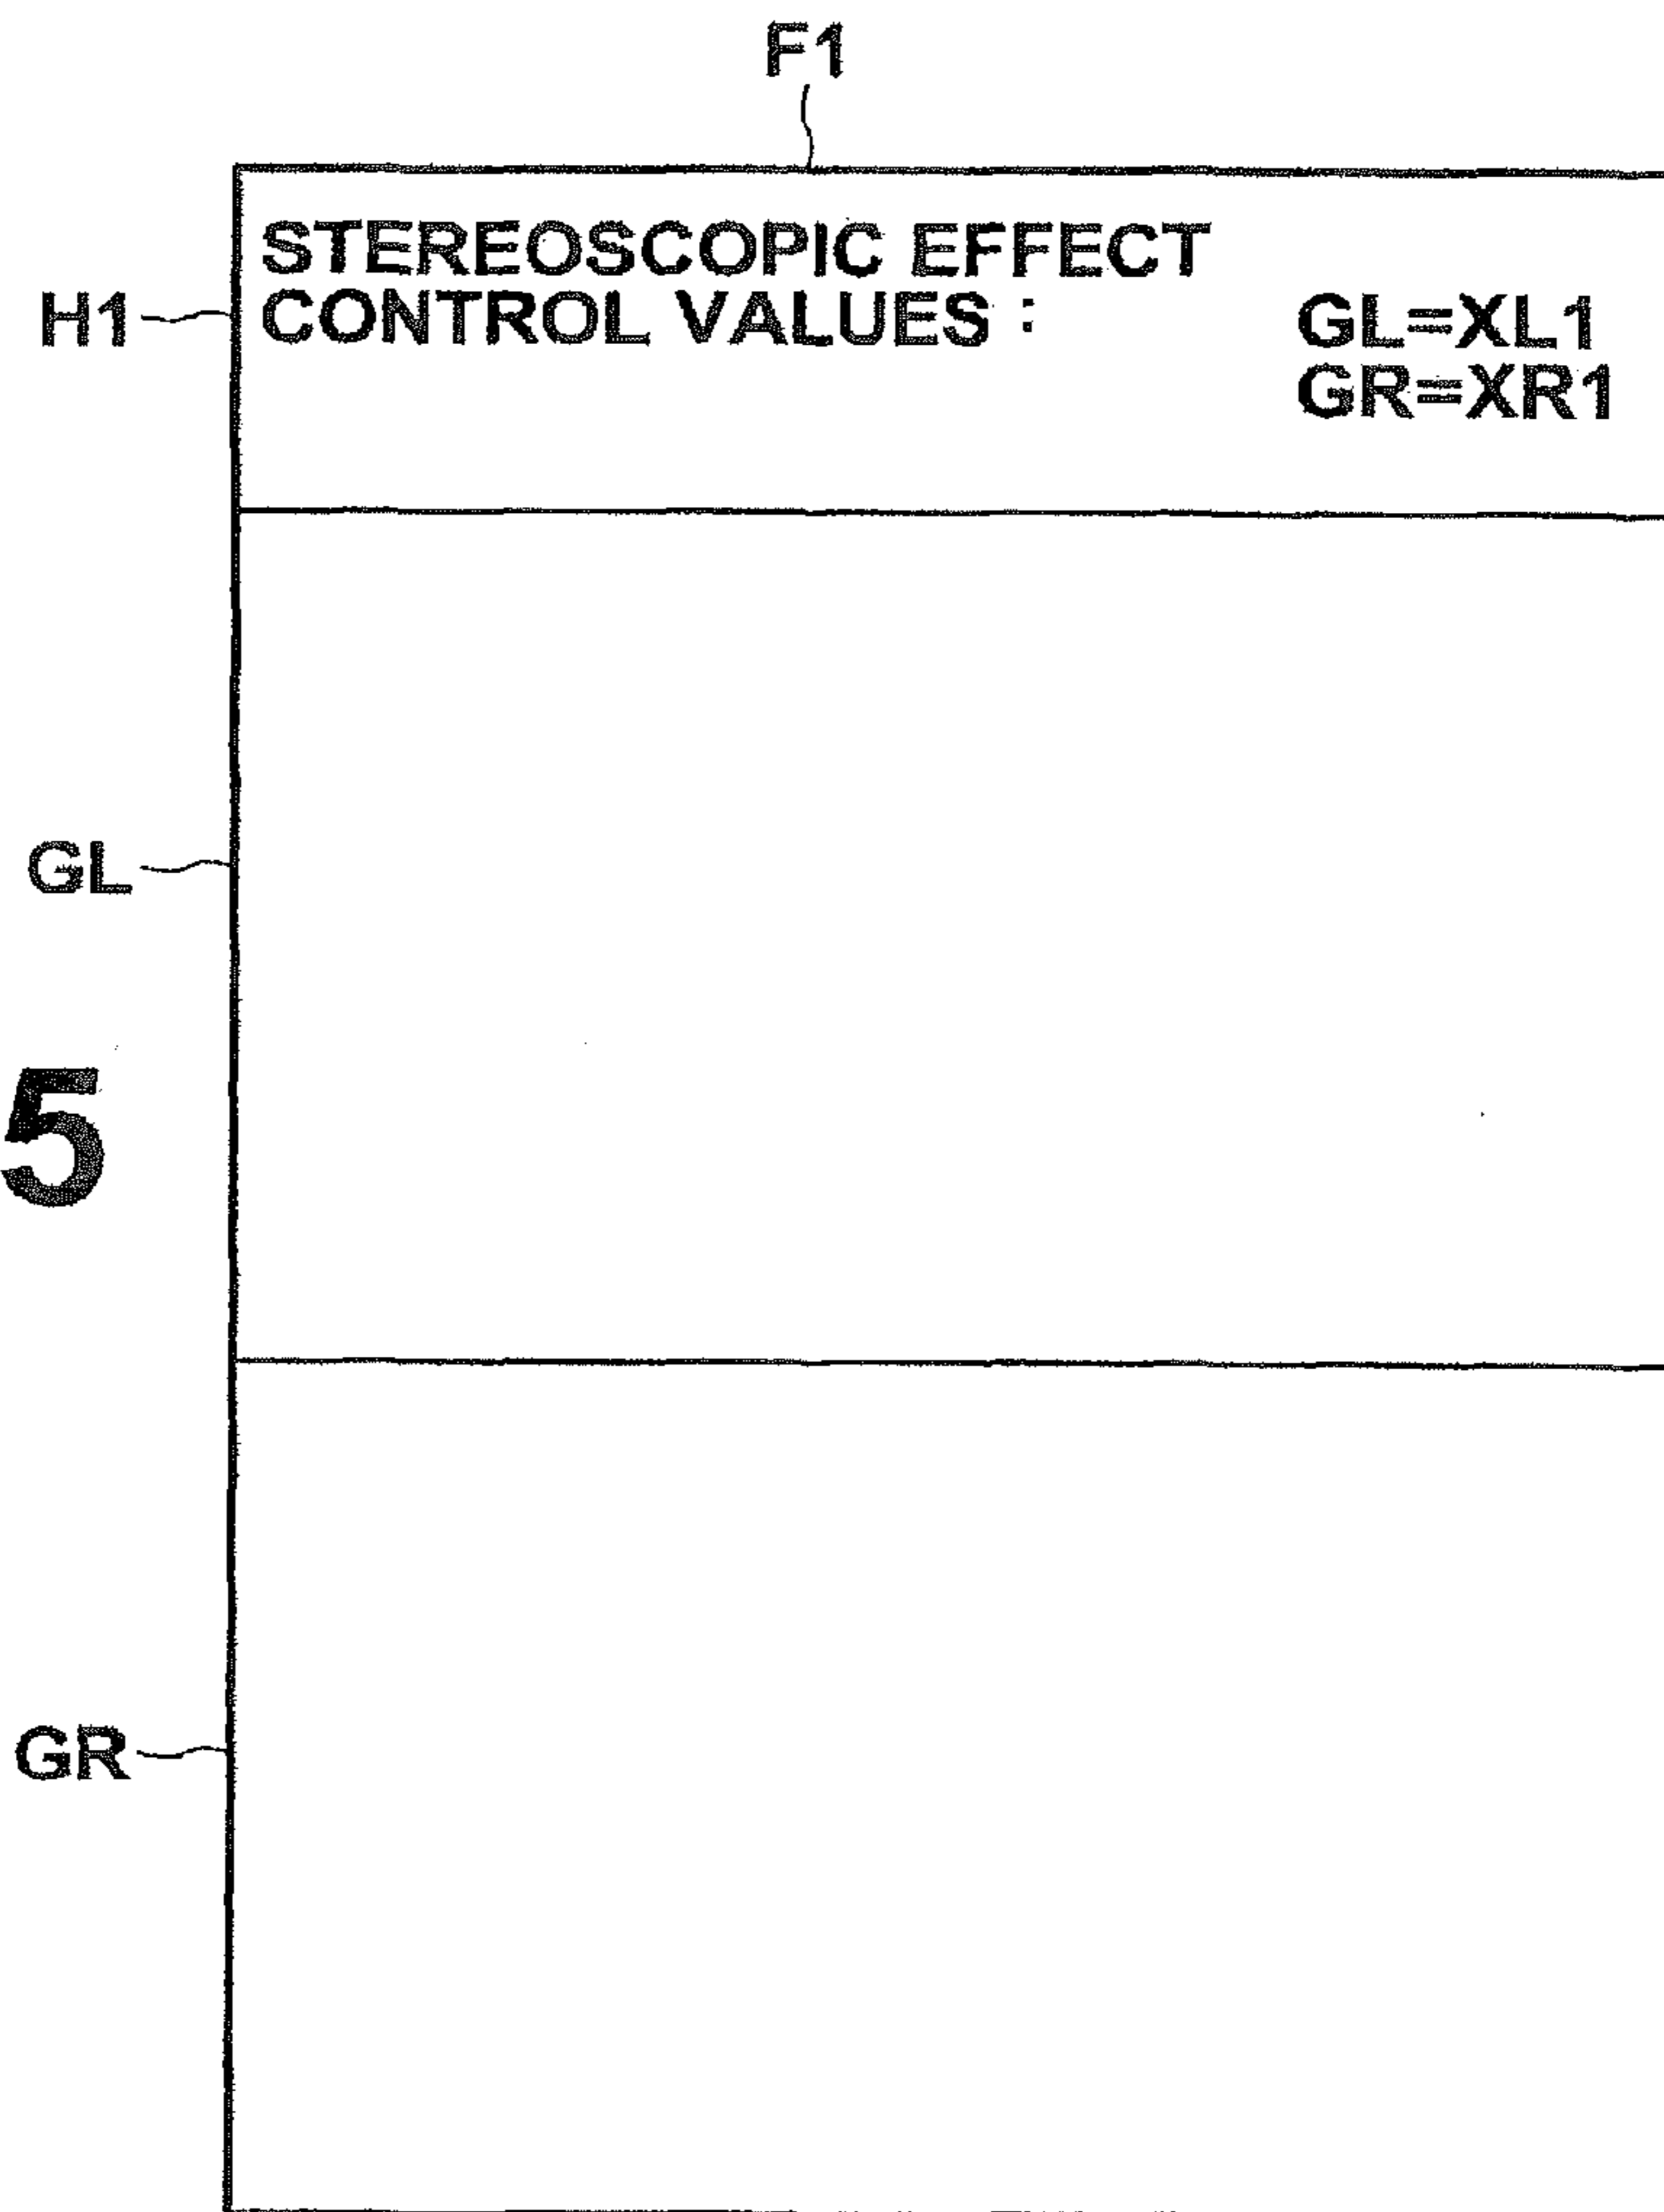 F1
STEREOSCOPIC EFFECT
H1 CONTROL VALUES : GL=XL1
GR=XR1
GL
5
GR